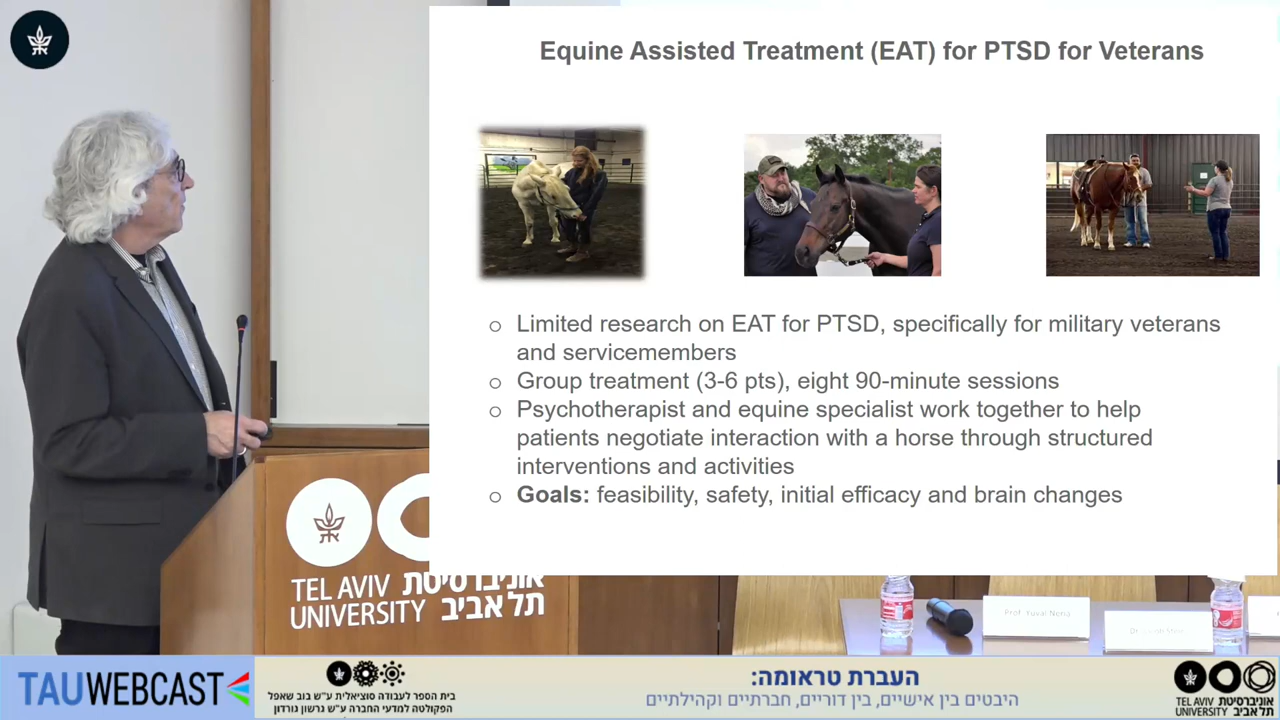 Equine Assisted Treatment (EAT) for PTSD for Veterans
○ Limited research on EAT for PTSD, specifically for military veterans
and servicemembers
○ Group treatment (3-6 pts), eight 90-minute sessions
○ Psychotherapist and equine specialist work together to help
patients negotiate interaction with a horse through structured
interventions and activities
○ Goals: feasibility, safety, initial efficacy and brain changes
TEL AVIV אוניברסיטת
UNIVERSITY תל אביב
Prof. Yuval Neria
Dr.
TAUWEBCAST
בית הספר לעבודה סוציאלית ע"ש בוב שאפל
הפקולטה למדעי החברה ע"ש גרשון גורדון
העברת טראומה:
היבטים בין אישיים, בין דוריים, חברתיים וקהילתיים
אוניברסיטת
תל אביב